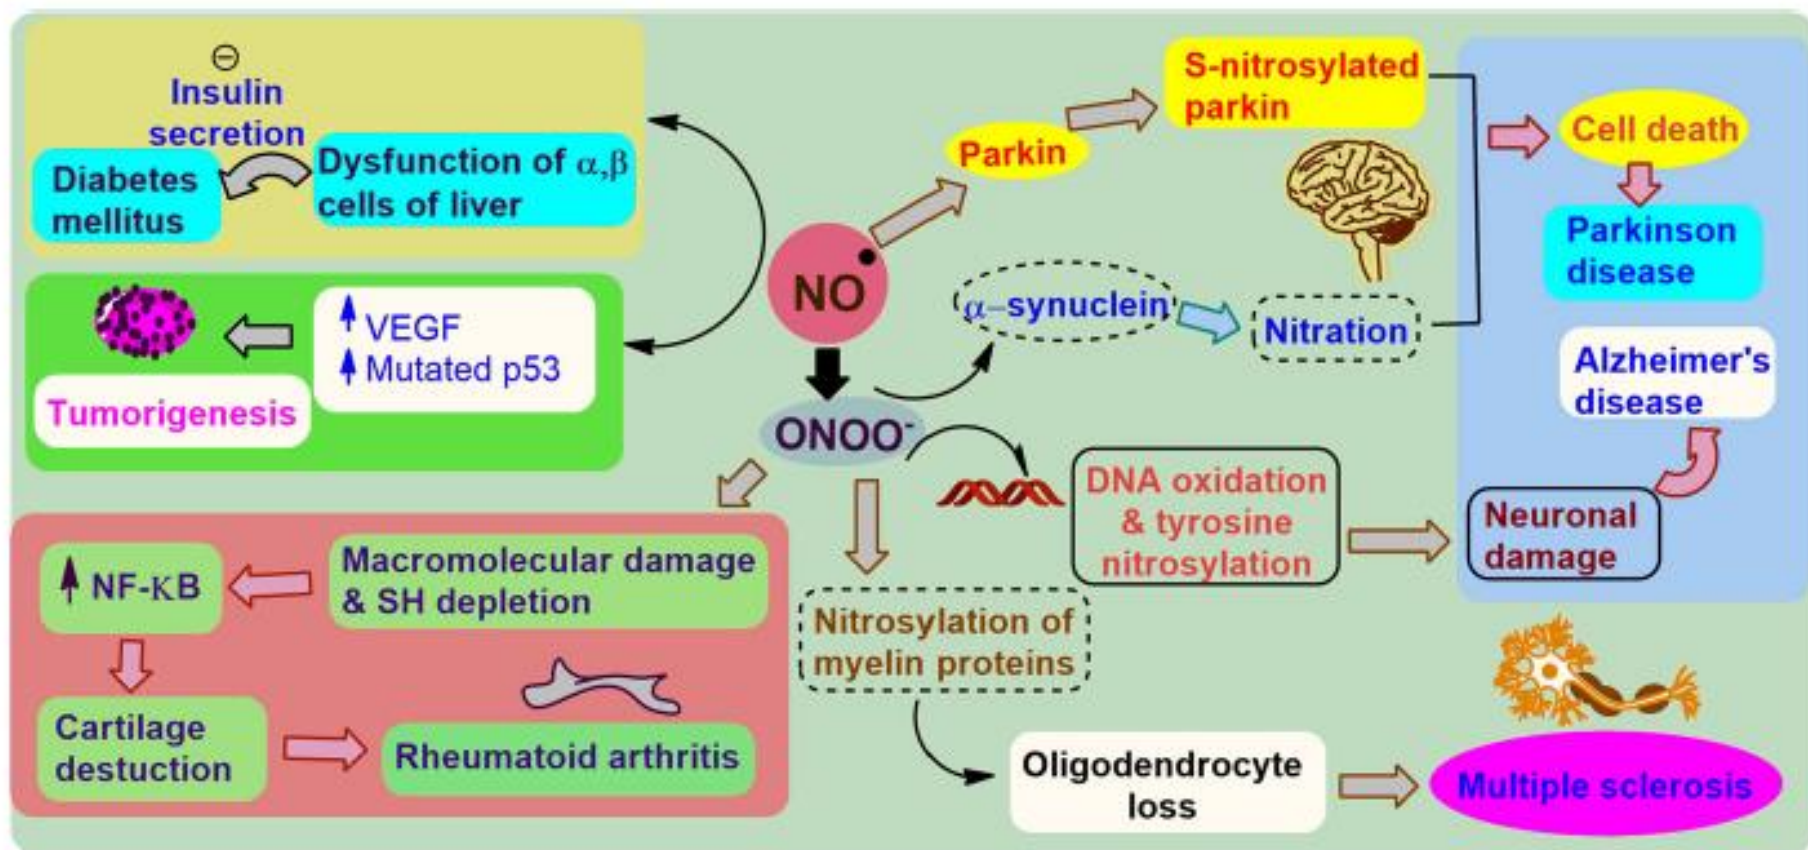 ⊖
Insulin
secretion
Diabetes
mellitus
Dysfunction of α,β
cells of liver
VEGF
Mutated p53
Tumorigenesis
NO•
ONOO-
Parkin
S-nitrosylated
parkin
α–synuclein
Nitration
Cell death
Parkinson
disease
Alzheimer's
disease
DNA oxidation
& tyrosine
nitrosylation
Neuronal
damage
Macromolecular damage
& SH depletion
NF-κB
Cartilage
destuction
Rheumatoid arthritis
Nitrosylation of
myelin proteins
Oligodendrocyte
loss
Multiple sclerosis